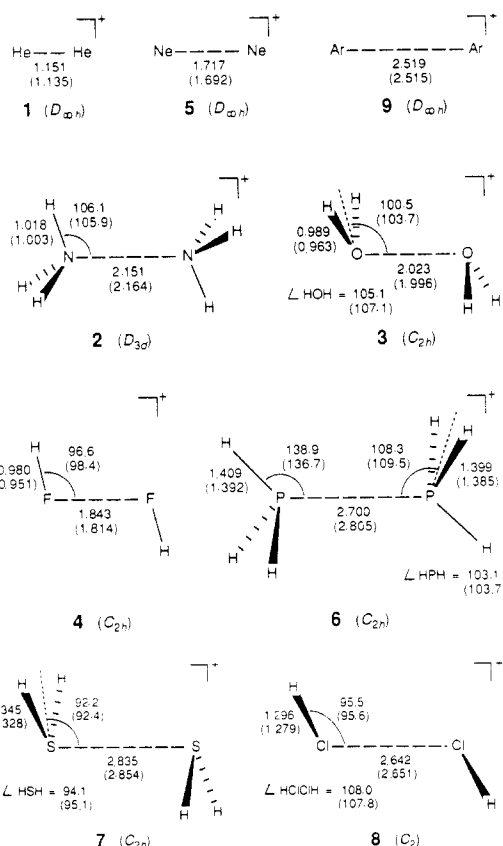 He He ⁺
1.151
(1.135)
1 (D∞h)
Ne Ne ⁺
1.717
(1.692)
5 (D∞h)
Ar Ar ⁺
2.519
(2.515)
9 (D∞h)
⁺
H
1.018
(1.003)
106.1
(105.9)
H
H
N N
H
H
H
2.151
(2.164)
2 (D3d)
⁺
H H
100.5
(103.7)
0.989
(0.963)
O O
2.023
(1.996)
H
H
∠ HOH = 105.1
(107.1)
3 (C2h)
⁺
H
96.6
(98.4)
0.980
0.951)
F F
1.843
(1.814)
H
4 (C2h)
⁺
H
H H
138.9
(136.7)
108.3
(109.5)
1.409
(1.392)
1.399
(1.385)
P P
2.700
(2.805)
H
H
H
∠ HPH = 103.1
(103.7
6 (C2h)
⁺
H H
92.2
(92.4)
345
328)
S S
2.835
(2.854)
∠ HSH = 94.1
(95.1)
H H
7 (C2h)
⁺
H
95.5
(95.6)
1.296
(1.279)
Cl Cl
2.642
(2.651)
∠ HClClH = 108.0
(107.8)
H
8 (C2)